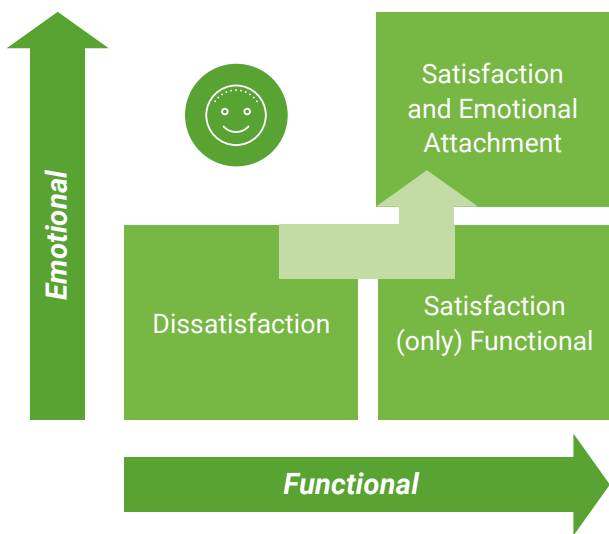 Emotional
Satisfaction
and Emotional
Attachment
Dissatisfaction
Satisfaction
(only) Functional
Functional